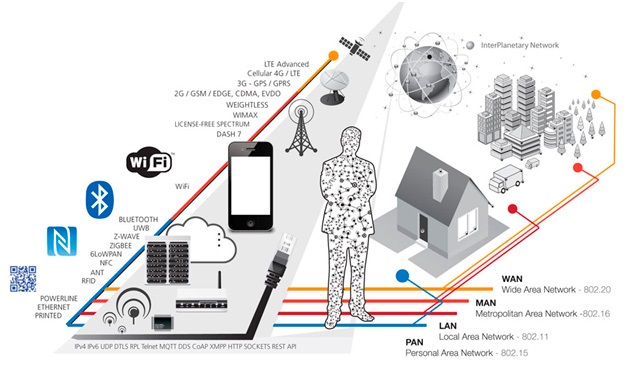 InterPlanetary Network
LTE Advanced
Cellular 4G / LTE
3G - GPS / GPRS
2G / GSM / EDGE, CDMA, EVDO
WEIGHTLESS
WIMAX
LICENSE-FREE SPECTRUM
DASH 7
Wi Fi
WiFi
BLUETOOTH
UWB
Z-WAVE
ZIGBEE
6LoWPAN
NFC
ANT
RFID
POWERLINE
ETHERNET
PRINTED
WAN
Wide Area Network - 802.20
MAN
Metropolitan Area Network -802.16
LAN
Local Area Network - 802.11
PAN
Personal Area Network - 802.15
IPv4 IPv6 UDP DTLS RPL Telnet MQTT DDS CoAP XMPP HTTP SOCKETS REST API